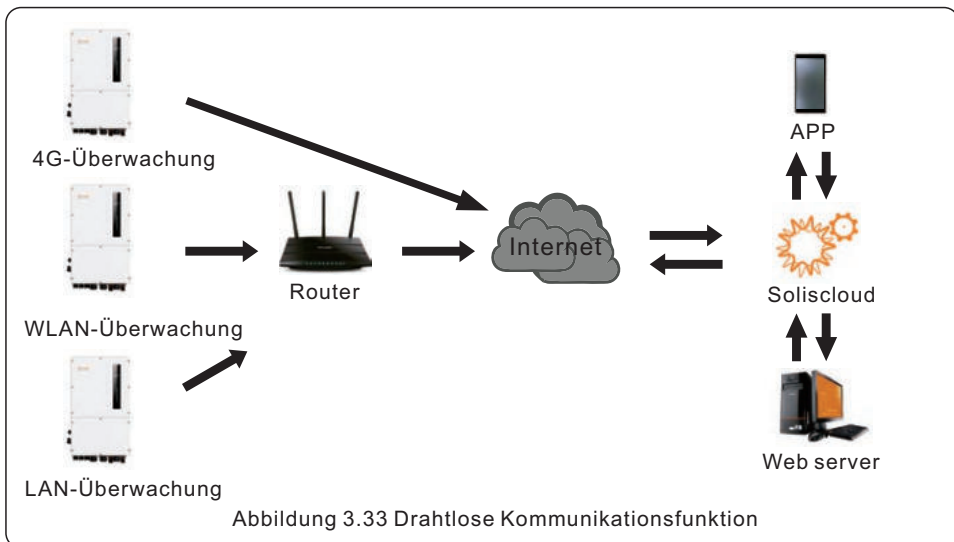 4G-Überwachung
APP
Internet
Router
WLAN-Überwachung
Soliscloud
LAN-Überwachung
Web server
Abbildung 3.33 Drahtlose Kommunikationsfunktion